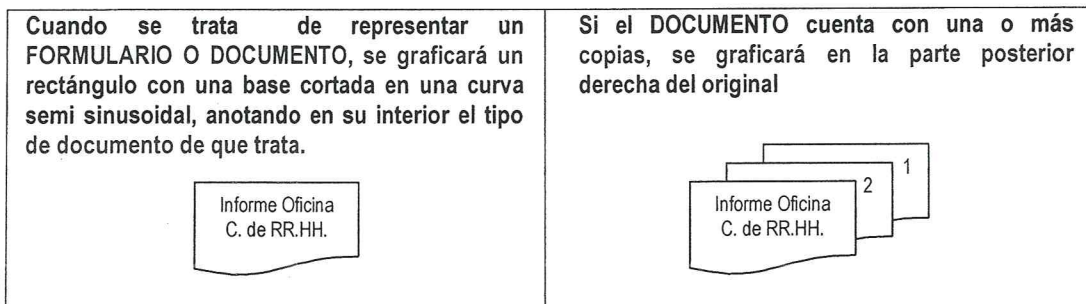 Cuando se trata de representar un
FORMULARIO O DOCUMENTO, se graficará un
rectángulo con una base cortada en una curva
semi sinusoidal, anotando en su interior el tipo
de documento de que trata.
Informe Oficina
C. de RR.HH.
Si el DOCUMENTO cuenta con una o más
copias, se graficará en la parte posterior
derecha del original
1
2
Informe Oficina
C. de RR.HH.